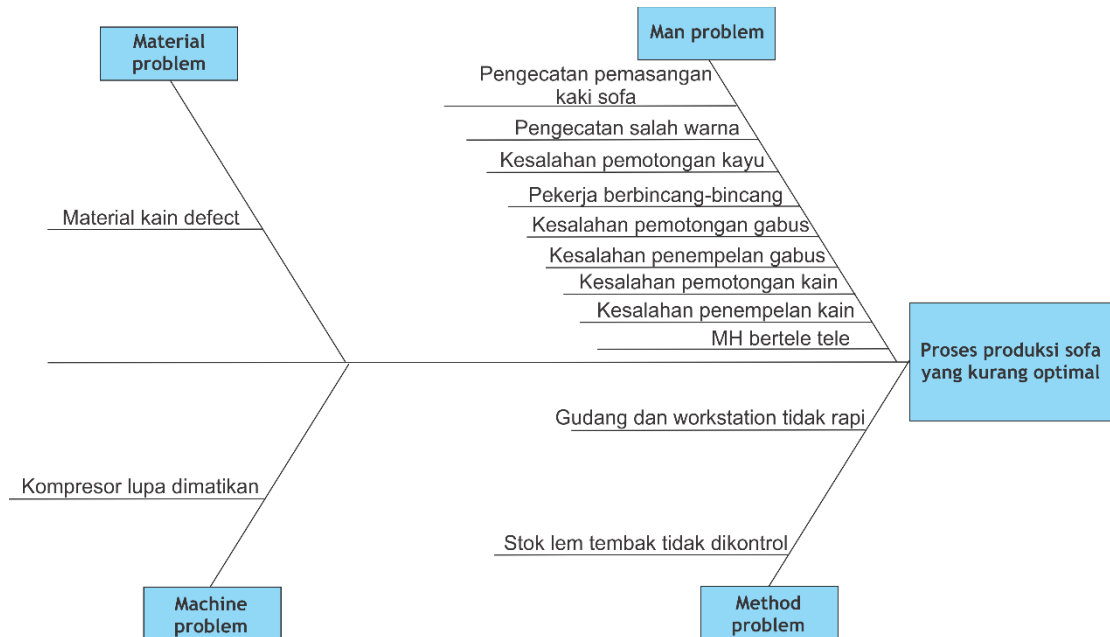 Material
problem
Man problem
Pengecatan pemasangan
kaki sofa
Pengecatan salah warna
Kesalahan pemotongan kayu
Pekerja berbincang-bincang
Material kain defect
Kesalahan pemotongan gabus
Kesalahan penempelan gabus
Kesalahan pemotongan kain
Kesalahan penempelan kain
MH bertele tele
Proses produksi sofa
yang kurang optimal
Gudang dan workstation tidak rapi
Kompresor lupa dimatikan
Stok lem tembak tidak dikontrol
Machine
problem
Method
problem